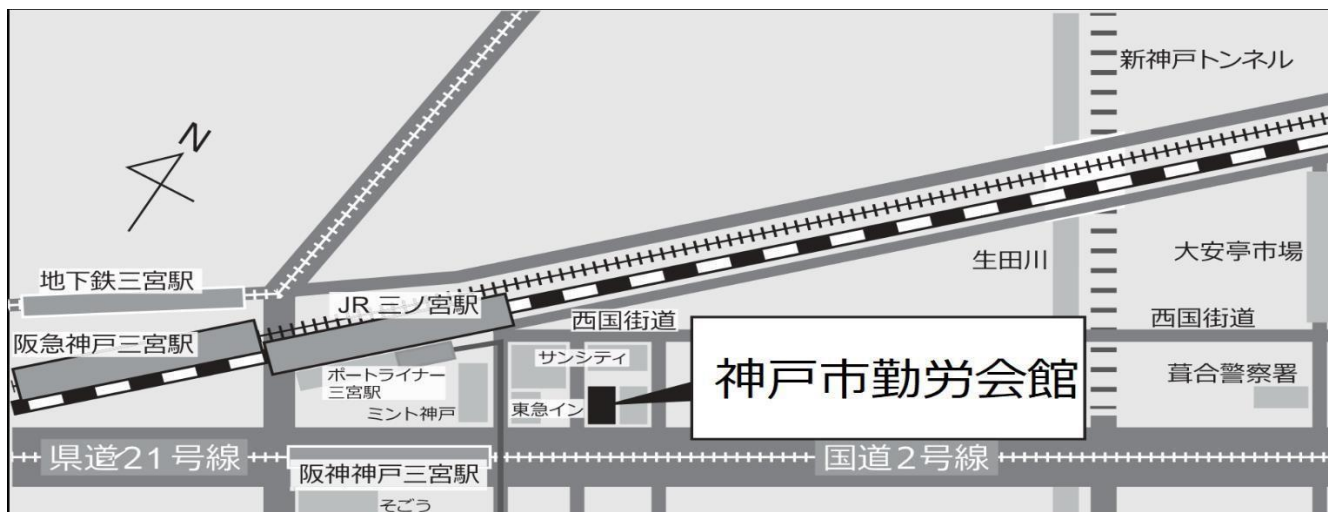 新神戸トンネル
N
生田川
大安亭市場
地下鉄三宮駅
JR 三ノ宮駅
西国街道
西国街道
阪急神戸三宮駅
サンシティ
神戸市勤労会館
ポートライナー
三宮駅
葺合警察署
ミント神戸
東急イン
県道21号線
阪神神戸三宮駅
国道2号線
そごう